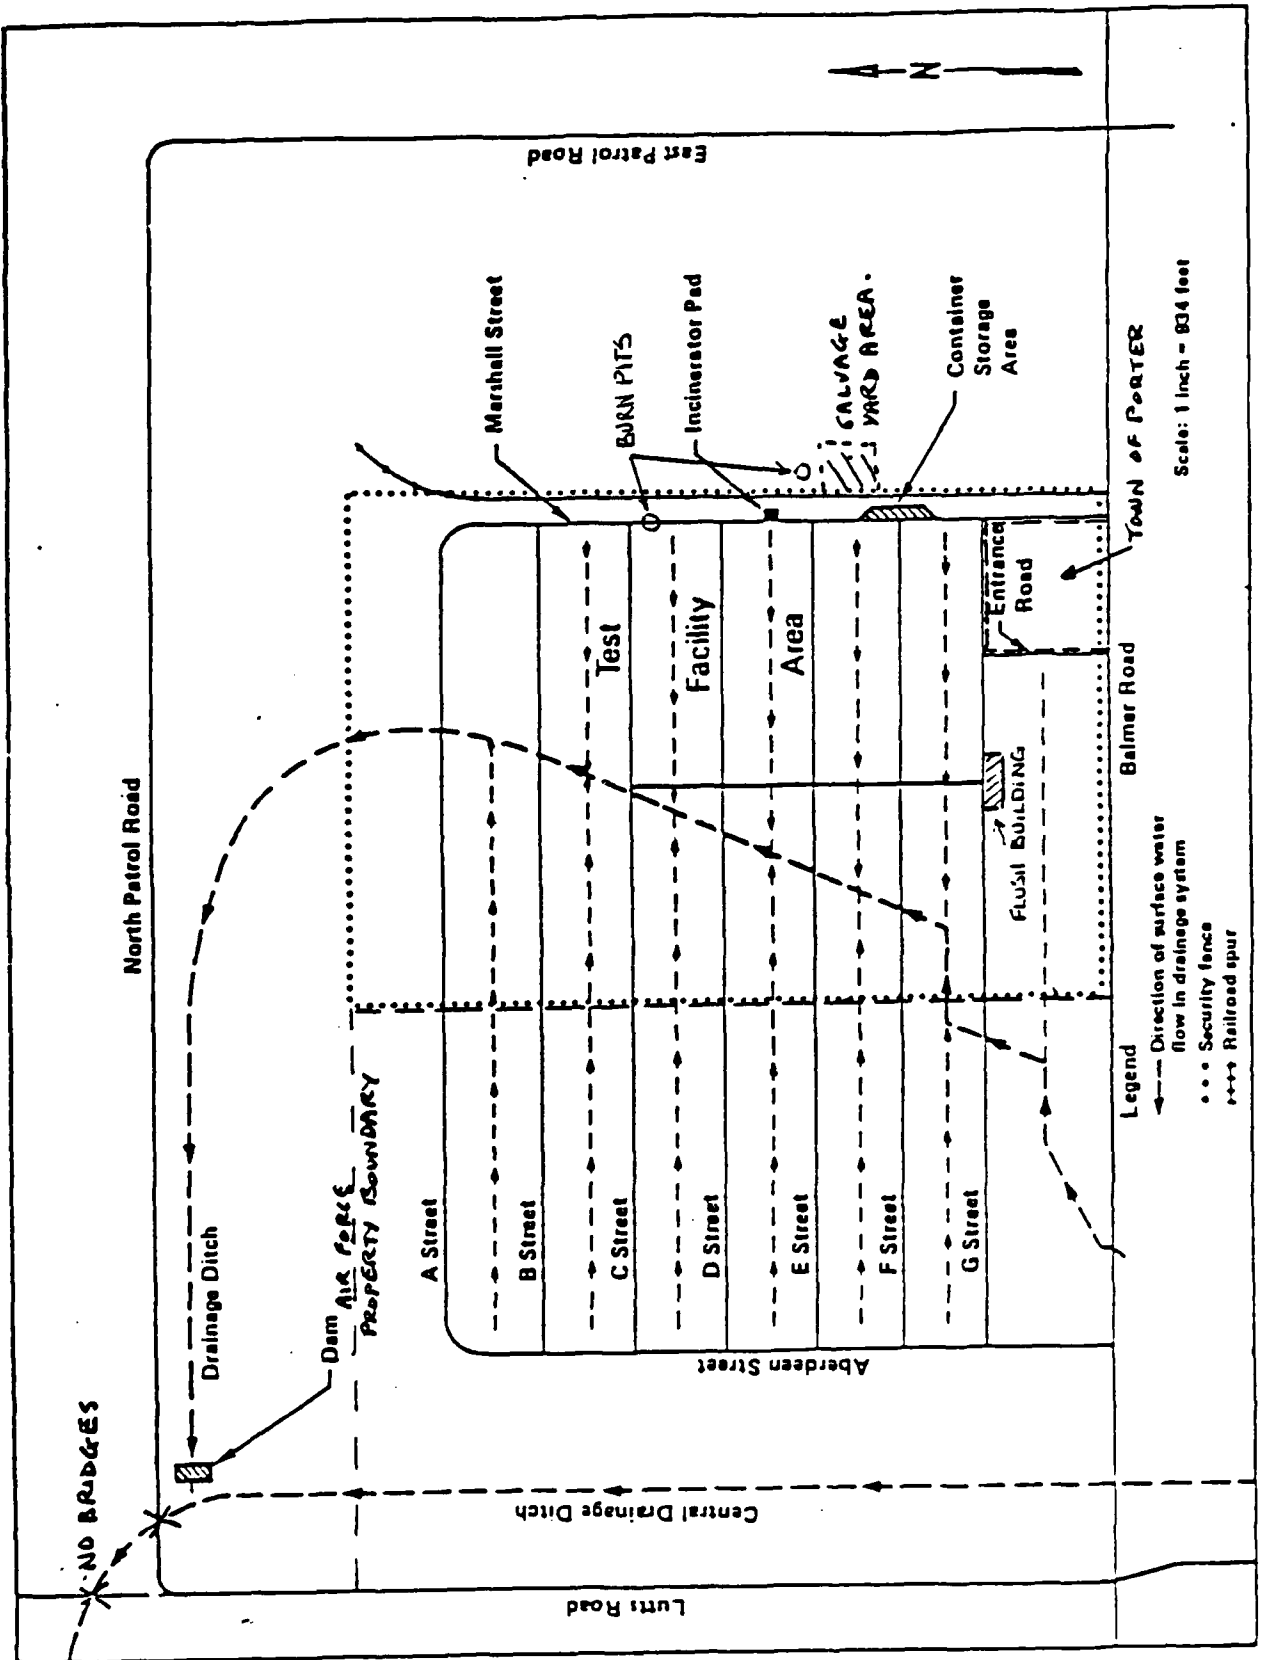 NO BRIDGES
North Patrol Road
Drainage Ditch
Dam
AIR FORCE
PROPERTY BOUNDARY
East Patrol Road
N
Lutts Road
Central Drainage Ditch
Aberdeen Street
A Street
B Street
C Street
D Street
E Street
F Street
G Street
Test
Facility
Area
Marshall Street
BURN PITS
Incinerator Pad
SALVAGE
YARD AREA.
Container
Storage
Area
Entrance
Road
FLUSH BUILDING
TOWN OF PORTER
Balmer Road
Legend
Direction of surface water
flow in drainage system
Security fence
Railroad spur
Scale: 1 inch = 934 feet